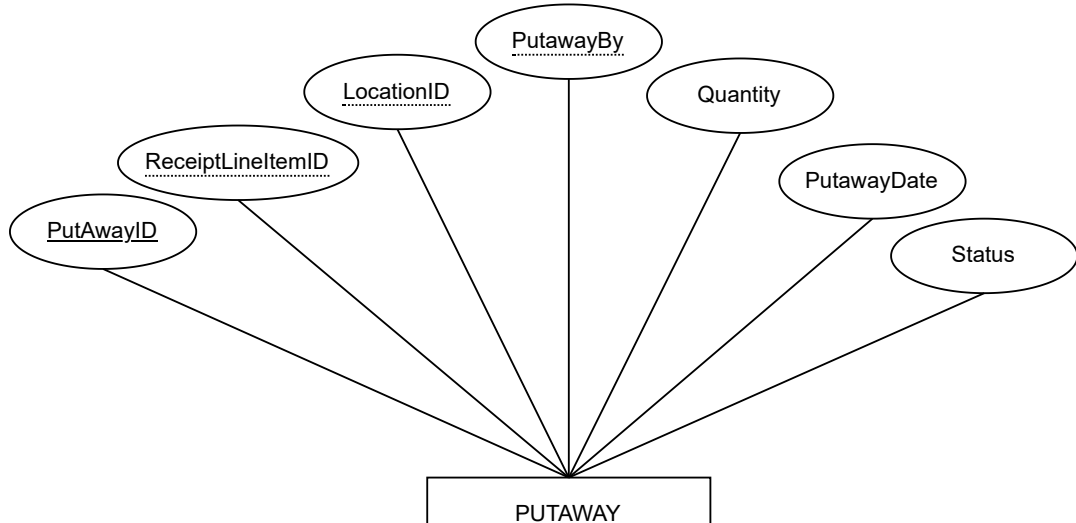 PutawayBy
LocationID
Quantity
ReceiptLineItemID
PutawayDate
PutAwayID
Status
PUTAWAY